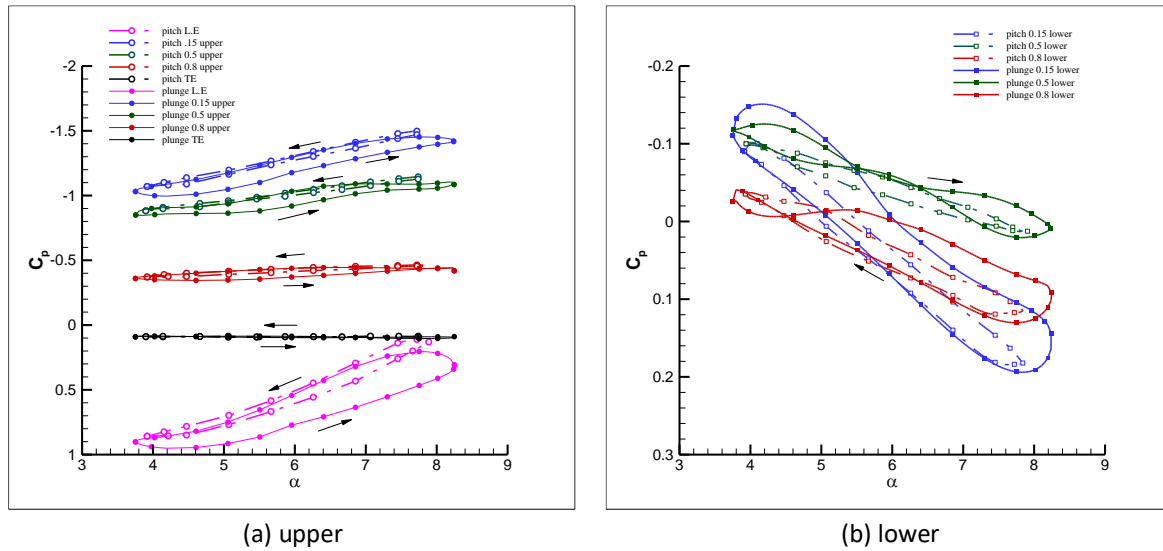 pitch L.E
pitch .15 upper
pitch 0.5 upper
pitch 0.8 upper
pitch TE
plunge L.E
plunge 0.15 upper
plunge 0.5 upper
plunge 0.8 upper
plunge TE
-2
-1.5
-1
-0.5
0
0.5
1
Cp
3 4 5 6 7 8 9
α
(a) upper
pitch 0.15 lower
pitch 0.5 lower
pitch 0.8 lower
plunge 0.15 lower
plunge 0.5 lower
plunge 0.8 lower
-0.2
-0.1
0
0.1
0.2
0.3
Cp
3 4 5 6 7 8 9
α
(b) lower